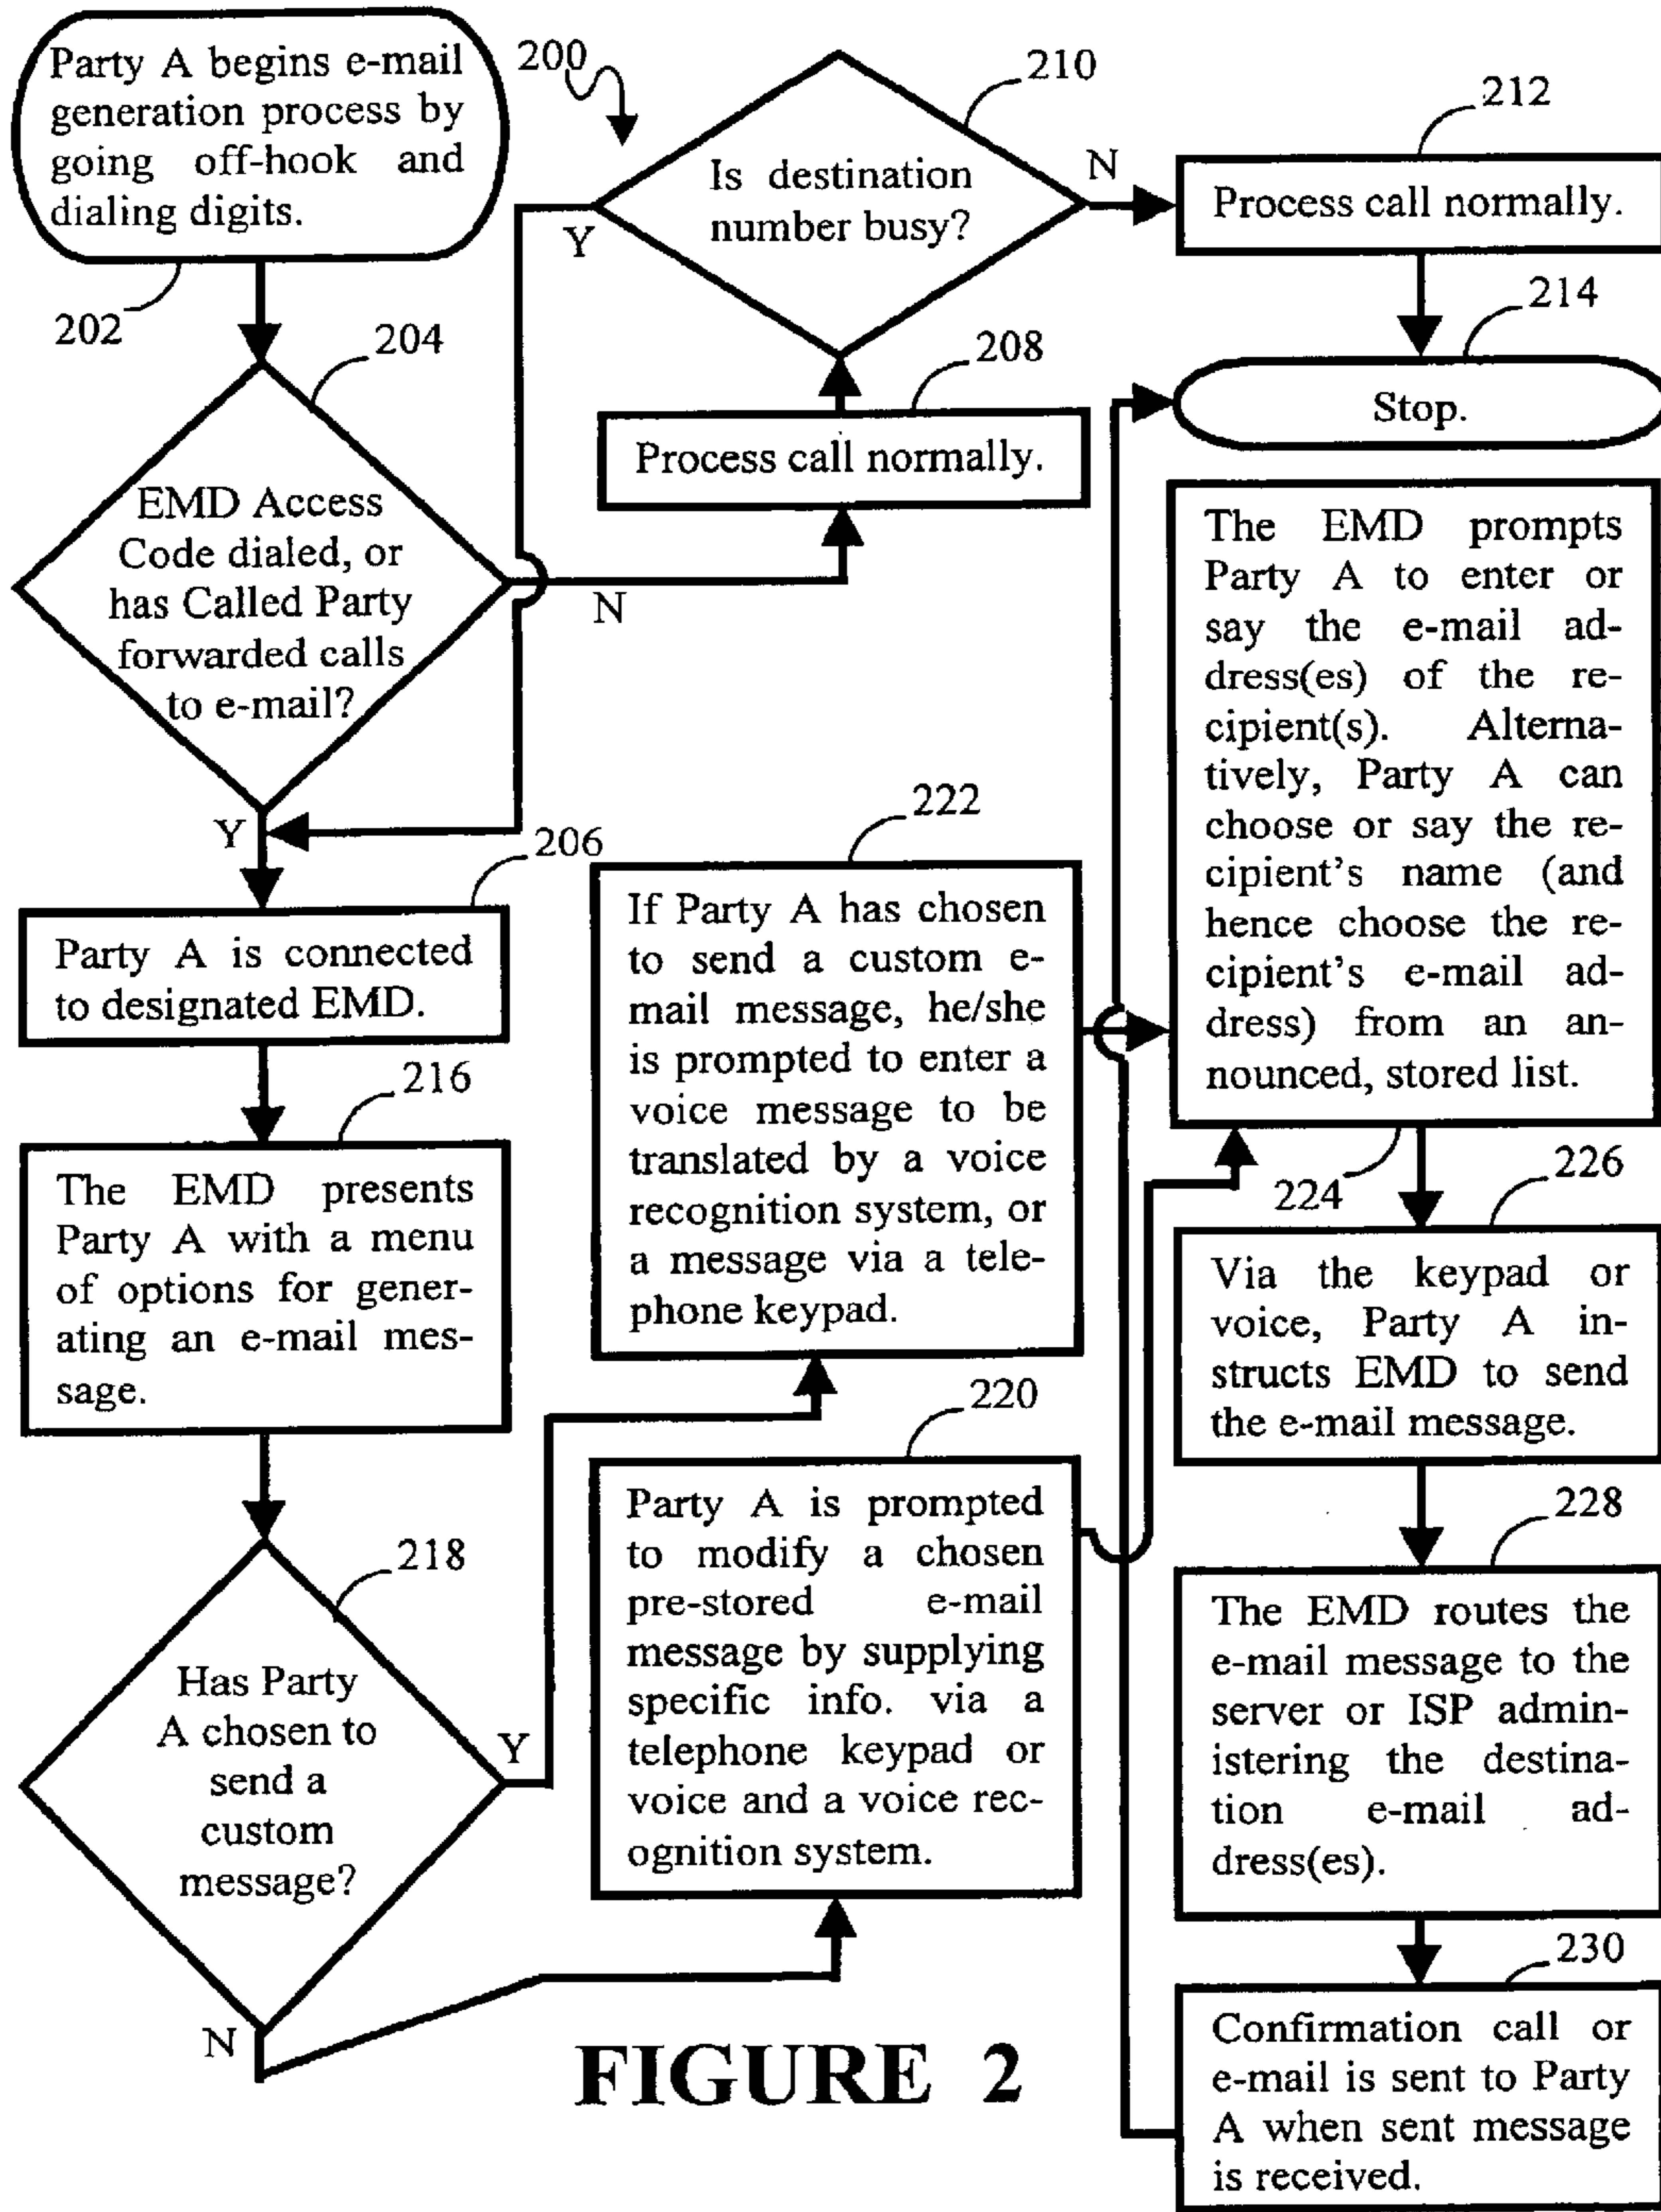 Party A begins e-mail
generation process by
going off-hook and
dialing digits.
202
200
210
Is destination
number busy?
Y
N
212
Process call normally.
214
Stop.
208
Process call normally.
204
EMD Access
Code dialed, or
has Called Party
forwarded calls
to e-mail?
N
Y
206
Party A is connected
to designated EMD.
216
The EMD presents
Party A with a menu
of options for gener-
ating an e-mail mes-
sage.
218
Has Party
A chosen to
send a
custom
message?
Y
N
222
If Party A has chosen
to send a custom e-
mail message, he/she
is prompted to enter a
voice message to be
translated by a voice
recognition system, or
a message via a tele-
phone keypad.
220
Party A is prompted
to modify a chosen
pre-stored e-mail
message by supplying
specific info. via a
telephone keypad or
voice and a voice rec-
ognition system.
The EMD prompts
Party A to enter or
say the e-mail ad-
dress(es) of the re-
cipient(s). Alterna-
tively, Party A can
choose or say the re-
cipient's name (and
hence choose the re-
cipient's e-mail ad-
dress) from an an-
nounced, stored list.
224
226
Via the keypad or
voice, Party A in-
structs EMD to send
the e-mail message.
228
The EMD routes the
e-mail message to the
server or ISP admin-
istering the destina-
tion e-mail ad-
dress(es).
230
Confirmation call or
e-mail is sent to Party
A when sent message
is received.
FIGURE 2